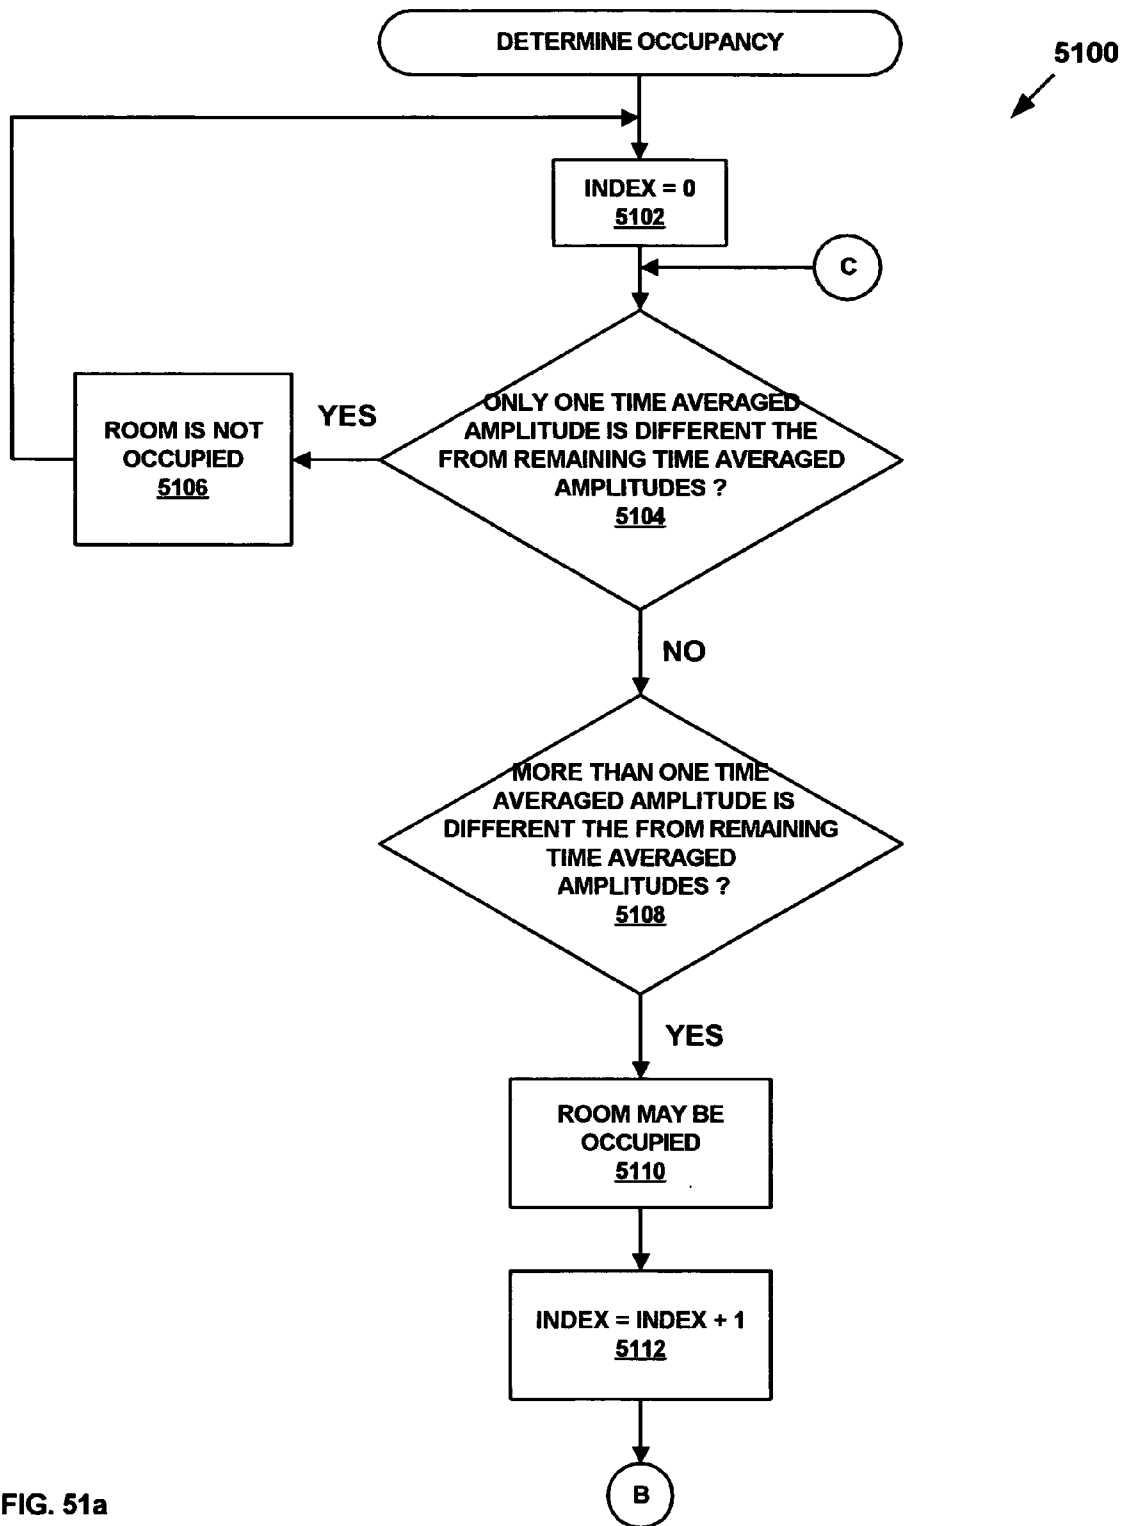 DETERMINE OCCUPANCY
5100
INDEX = 0
5102
C
ONLY ONE TIME AVERAGED
AMPLITUDE IS DIFFERENT THE
FROM REMAINING TIME AVERAGED
AMPLITUDES ?
5104
YES
ROOM IS NOT
OCCUPIED
5106
NO
MORE THAN ONE TIME
AVERAGED AMPLITUDE IS
DIFFERENT THE FROM REMAINING
TIME AVERAGED
AMPLITUDES ?
5108
YES
ROOM MAY BE
OCCUPIED
5110
INDEX = INDEX + 1
5112
B
FIG. 51a